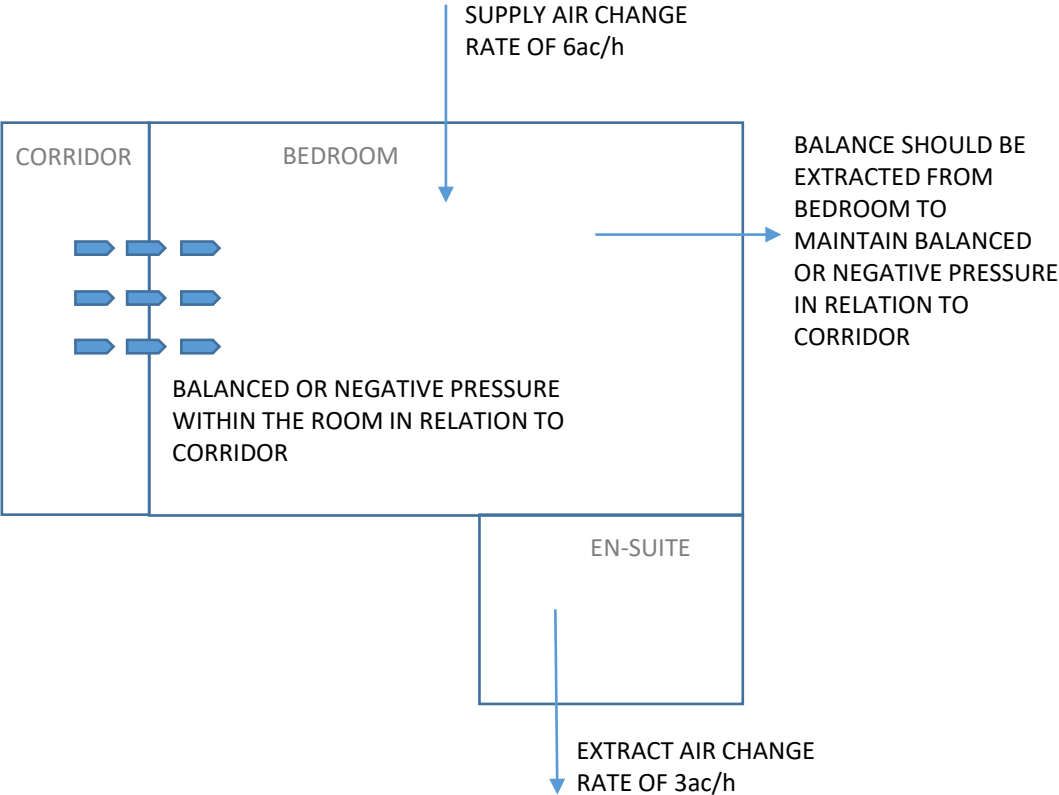 SUPPLY AIR CHANGE
RATE OF 6ac/h
CORRIDOR
BEDROOM
BALANCE SHOULD BE
EXTRACTED FROM
BEDROOM TO
MAINTAIN BALANCED
OR NEGATIVE PRESSURE
IN RELATION TO
CORRIDOR
BALANCED OR NEGATIVE PRESSURE
WITHIN THE ROOM IN RELATION TO
CORRIDOR
EN-SUITE
EXTRACT AIR CHANGE
RATE OF 3ac/h